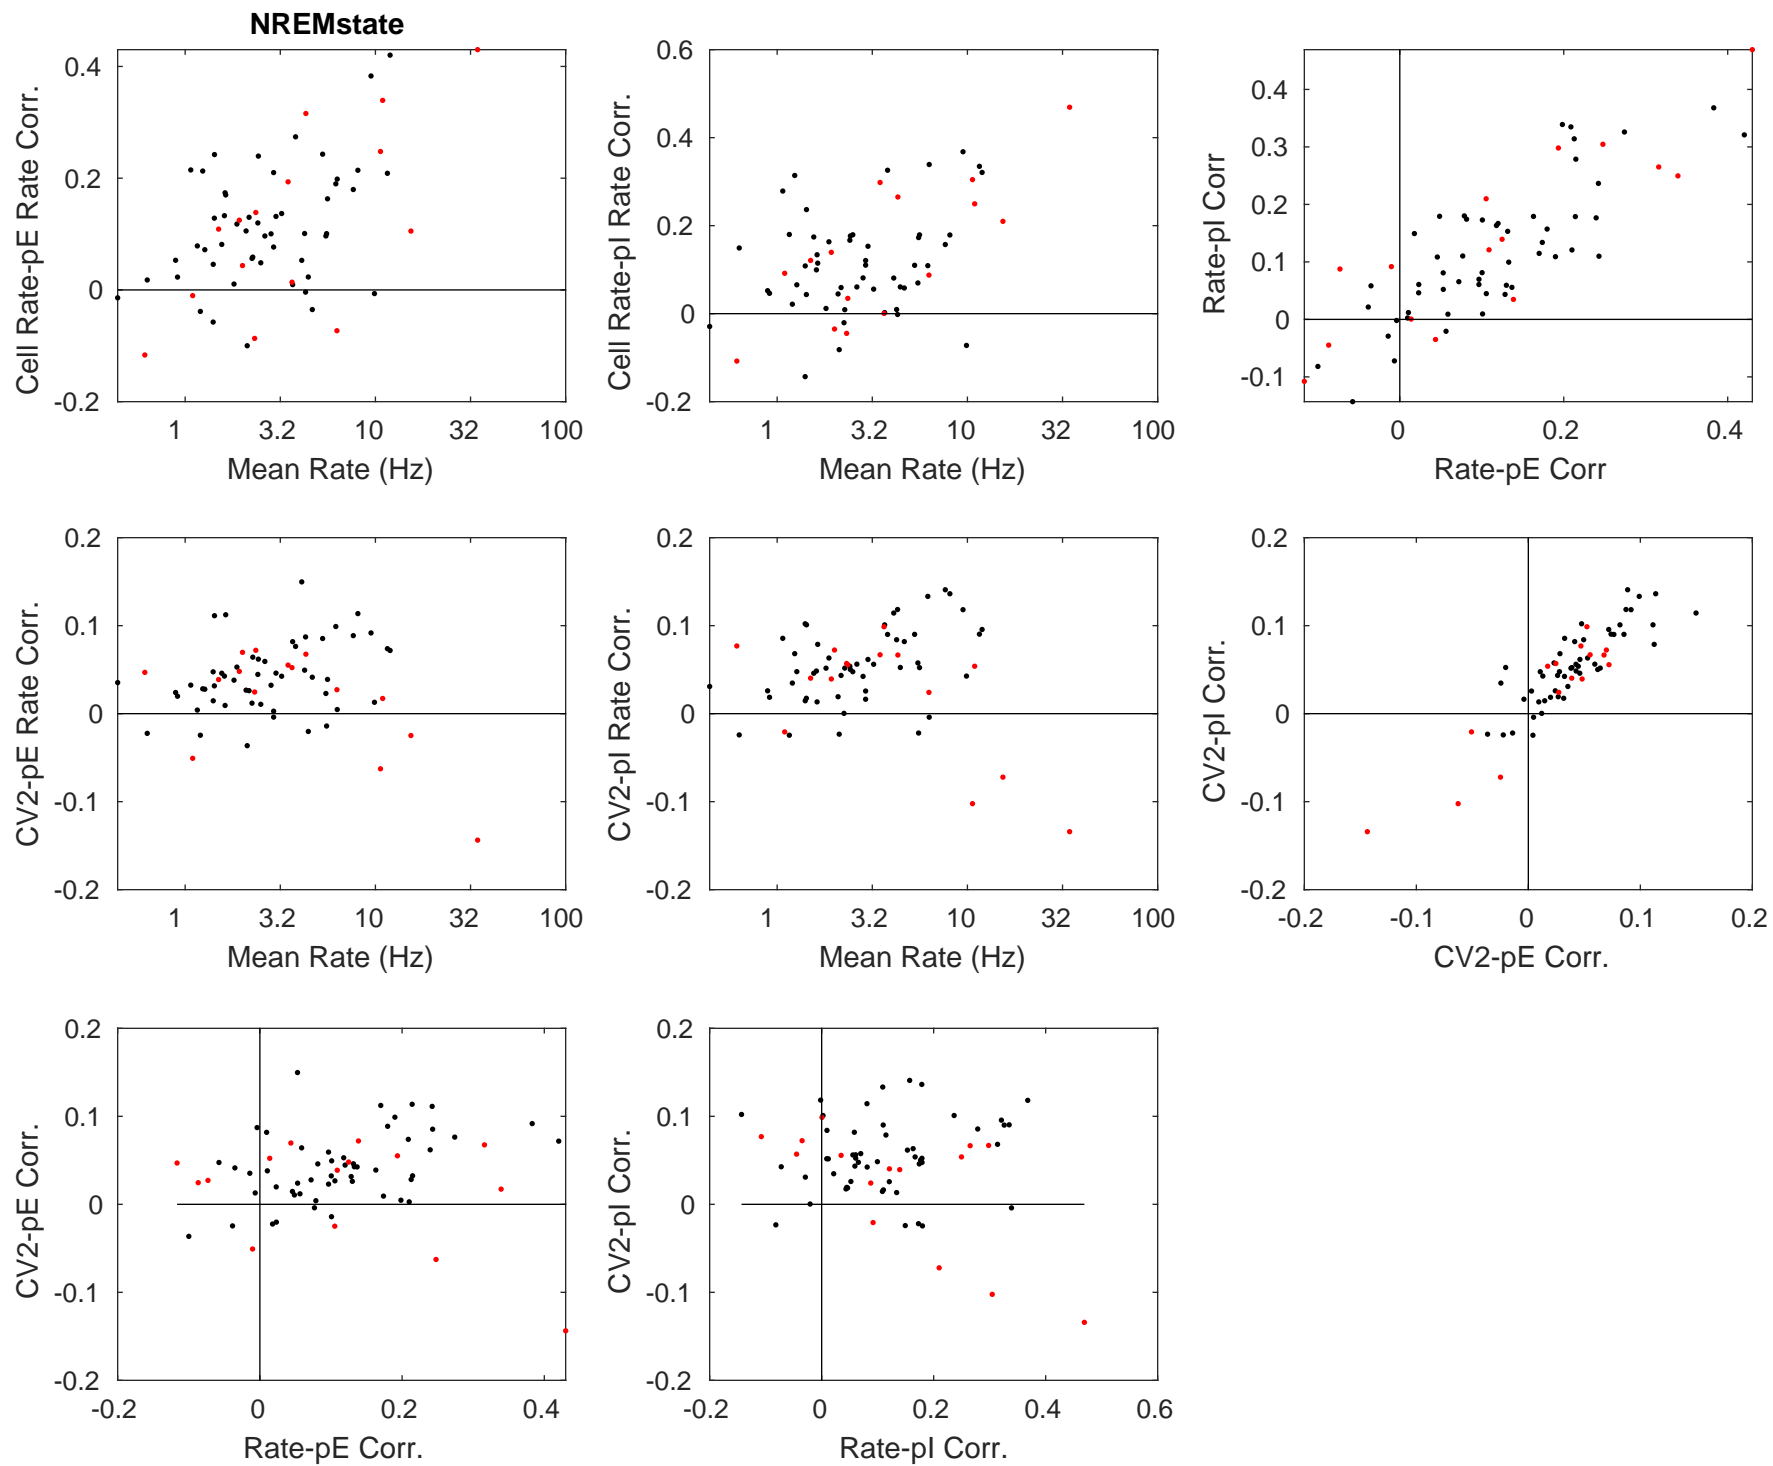 NREMstate
0.4
0.2
0
-0.2
Cell Rate-pE Rate Corr.
1 3.2 10 32 100
Mean Rate (Hz)
0.6
0.4
0.2
0
-0.2
Cell Rate-pI Rate Corr.
1 3.2 10 32 100
Mean Rate (Hz)
0.4
0.3
0.2
0.1
0
-0.1
Rate-pI Corr
0 0.2 0.4
Rate-pE Corr
0.2
0.1
0
-0.1
-0.2
CV2-pE Rate Corr.
1 3.2 10 32 100
Mean Rate (Hz)
0.2
0.1
0
-0.1
-0.2
CV2-pI Rate Corr.
1 3.2 10 32 100
Mean Rate (Hz)
0.2
0.1
0
-0.1
-0.2
CV2-pI Corr.
-0.2 -0.1 0 0.1 0.2
CV2-pE Corr.
0.2
0.1
0
-0.1
-0.2
CV2-pE Corr.
-0.2 0 0.2 0.4
Rate-pE Corr.
0.2
0.1
0
-0.1
-0.2
CV2-pI Corr.
-0.2 0 0.2 0.4 0.6
Rate-pI Corr.